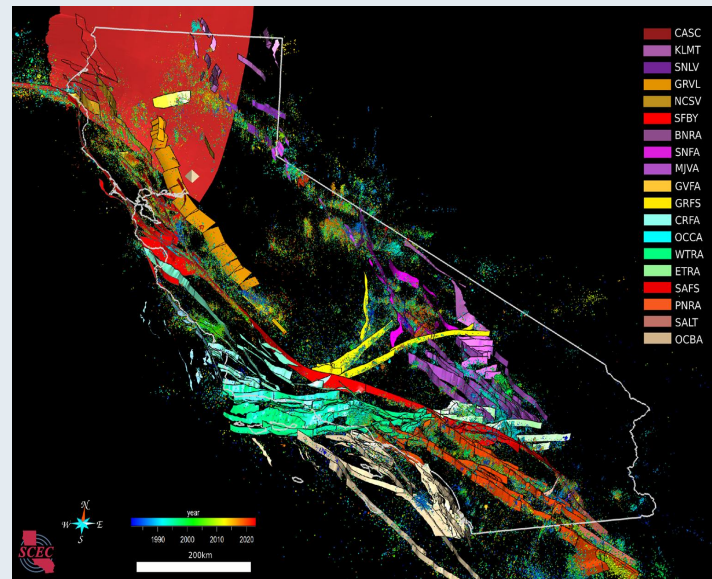 CASC
KLMT
SNLV
GRVL
NCSV
SFBY
BNRA
SNFA
MJVA
GVFA
GRFS
CRFA
OCCA
WTRA
ETRA
SAFS
PNRA
SALT
OCBA
N
W E
S
SCEC
year
1990 2000 2010 2020
200km